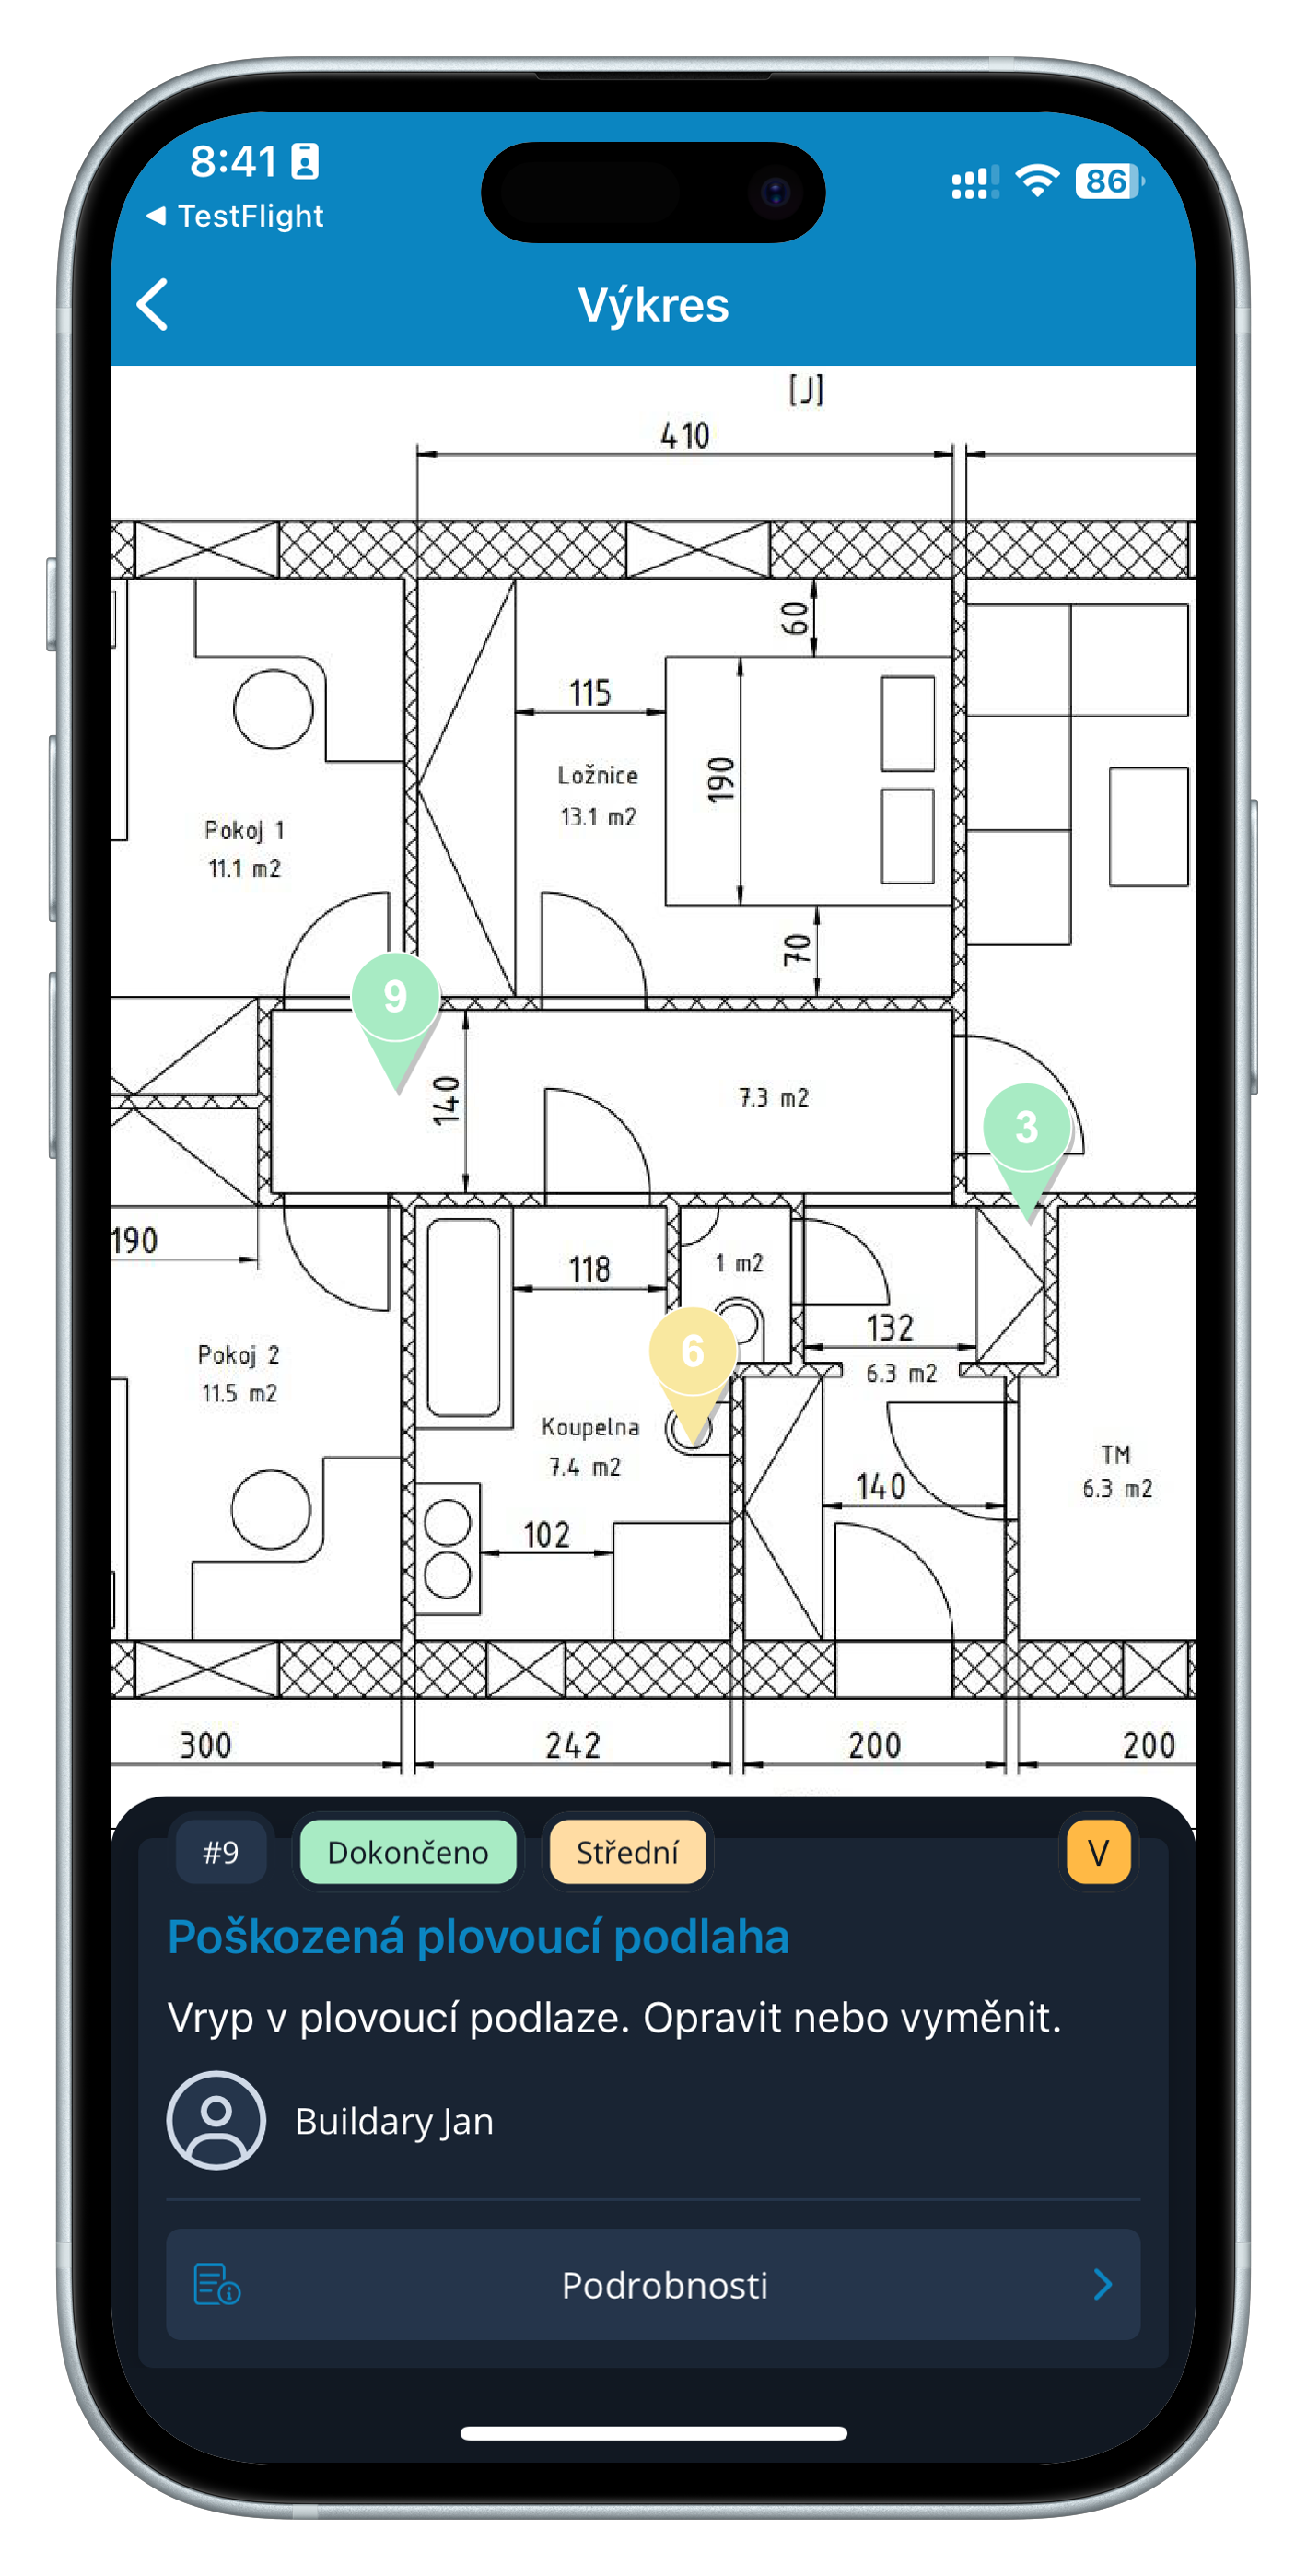 8:41
86
TestFlight
Výkres
[J]
410
60
115
190
Ložnice
13.1 m2
Pokoj 1
11.1 m2
70
9
140
7.3 m2
3
190
118
1 m2
132
6.3 m2
6
Pokoj 2
11.5 m2
Koupelna
7.4 m2
140
TM
6.3 m2
102
300
242
200
200
#9
Dokončeno
Střední
V
Poškozená plovoucí podlaha
Vryp v plovoucí podlaze. Opravit nebo vyměnit.
Buildary Jan
Podrobnosti